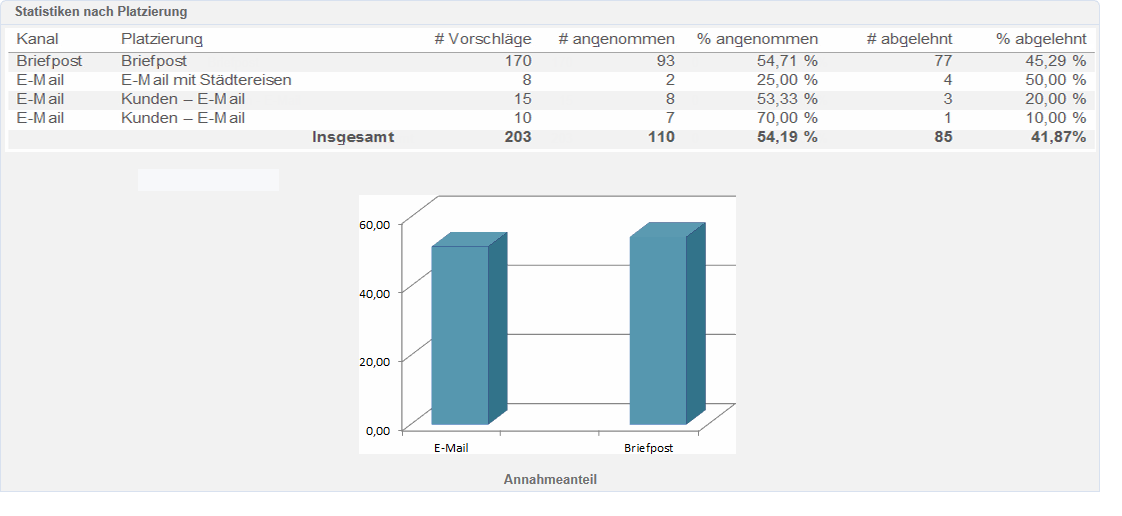 Statistiken nach Platzierung
Kanal Platzierung # Vorschläge # angenommen % angenommen # abgelehnt % abgelehnt
Briefpost Briefpost 170 93 54,71 % 77 45,29 %
E-Mail E-Mail mit Städtereisen 8 2 25,00 % 4 50,00 %
E-Mail Kunden – E-Mail 15 8 53,33 % 3 20,00 %
E-Mail Kunden – E-Mail 10 7 70,00 % 1 10,00 %
Insgesamt 203 110 54,19 % 85 41,87%
60,00
40,00
20,00
0,00
E-Mail Briefpost
Annahmeanteil